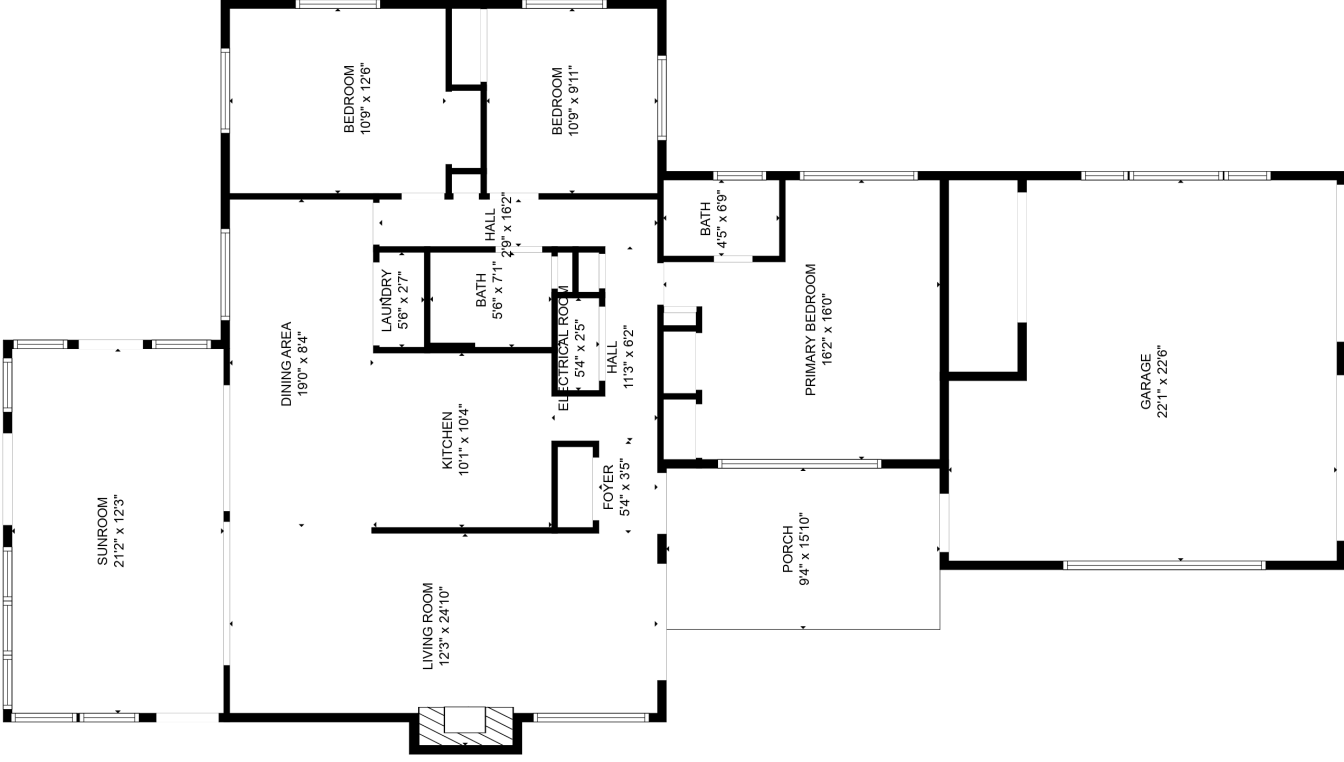 BEDROOM
10'9" x 12'6"
BEDROOM
10'9" x 9'11"
HALL
2'9" x 16'2"
BATH
4'5" x 6'9"
LAUNDRY
5'6" x 2'7"
BATH
5'6" x 7'1"
ELECTRICAL ROOM
5'4" x 2'5"
HALL
11'3" x 6'2"
PRIMARY BEDROOM
16'2" x 16'0"
GARAGE
22'1" x 22'6"
DINING AREA
19'0" x 8'4"
KITCHEN
10'1" x 10'4"
FOYER
5'4" x 3'5"
SUNROOM
21'2" x 12'3"
PORCH
9'4" x 15'10"
LIVING ROOM
12'3" x 24'10"